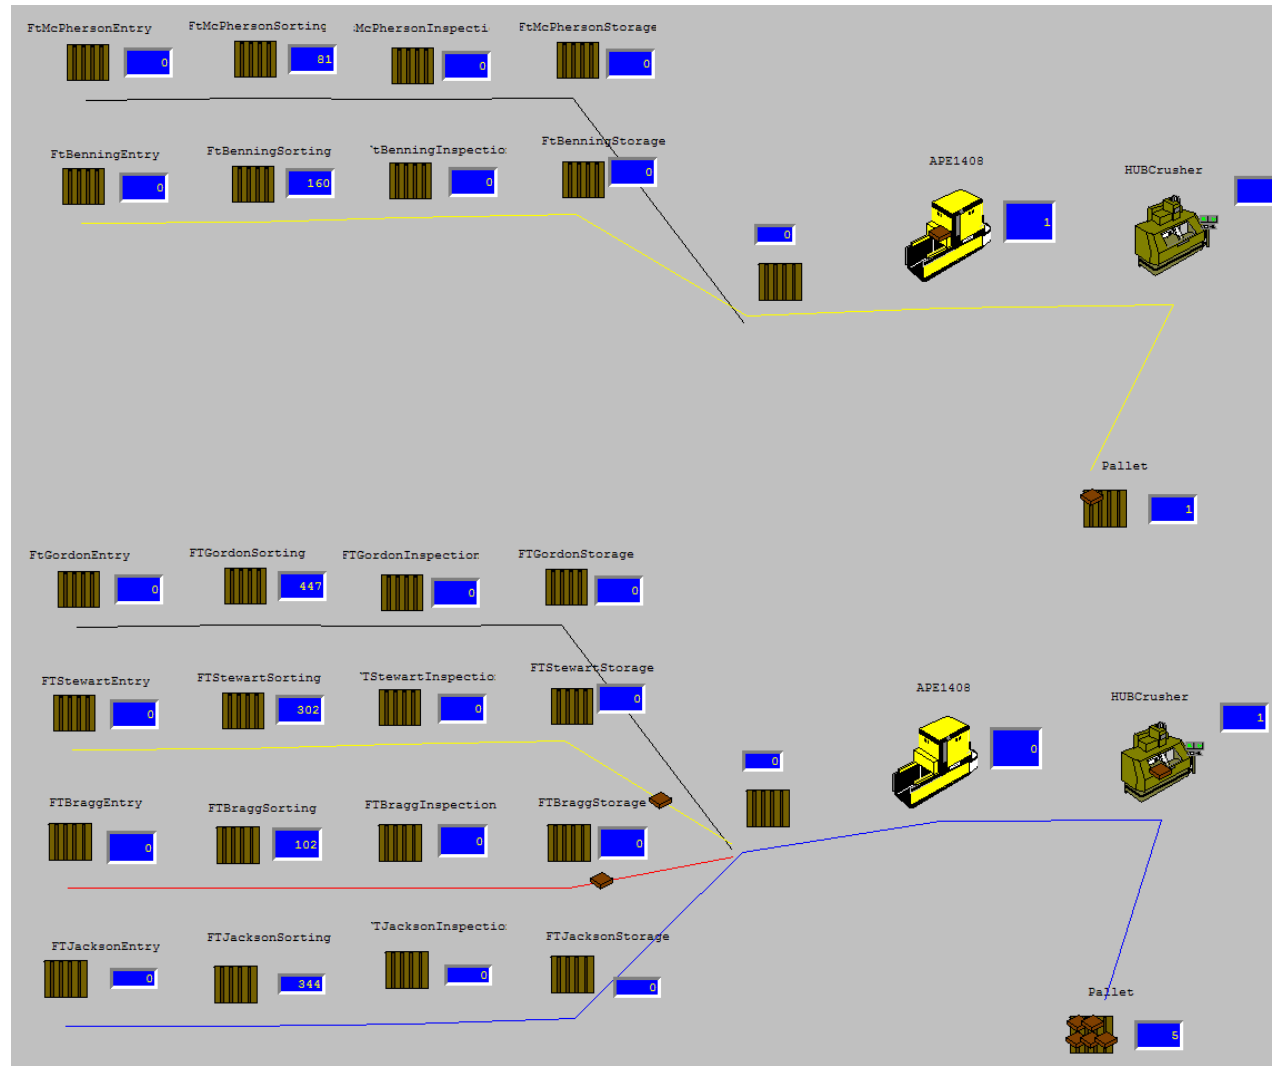 FtMcPhersonEntry
FtMcPhersonSorting
McPhersonInspecti
FtMcPhersonStorage
0
81
0
0
FtBenningEntry
FtBenningSorting
tBenningInspectio
FtBenningStorage
0
160
0
0
0
APE1408
1
HUBCrusher
Pallet
1
FtGordonEntry
FTGordonSorting
FTGordonInspection
FTGordonStorage
0
447
0
0
FTStewartEntry
FTStewartSorting
TStewartInspectio
FTStewartStorage
0
302
0
0
FTBraggEntry
FTBraggSorting
FTBraggInspection
FTBraggStorage
0
102
0
0
FTJacksonEntry
FTJacksonSorting
TJacksonInspectio
FTJacksonStorage
0
344
0
0
0
APE1408
0
HUBCrusher
1
Pallet
5